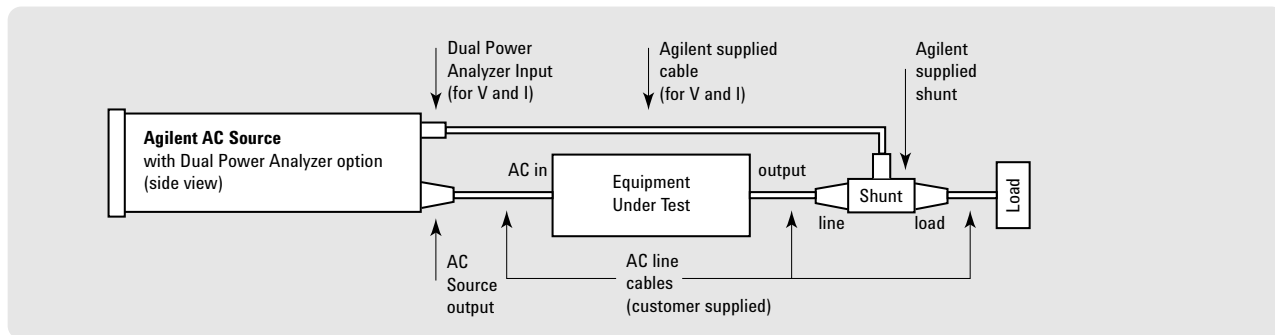 Dual Power
Analyzer Input
(for V and I)
Agilent supplied
cable
(for V and I)
Agilent
supplied
shunt
Agilent AC Source
with Dual Power Analyzer option
(side view)
AC in
Equipment
Under Test
output
Shunt
line
load
Load
AC
Source
output
AC line
cables
(customer supplied)